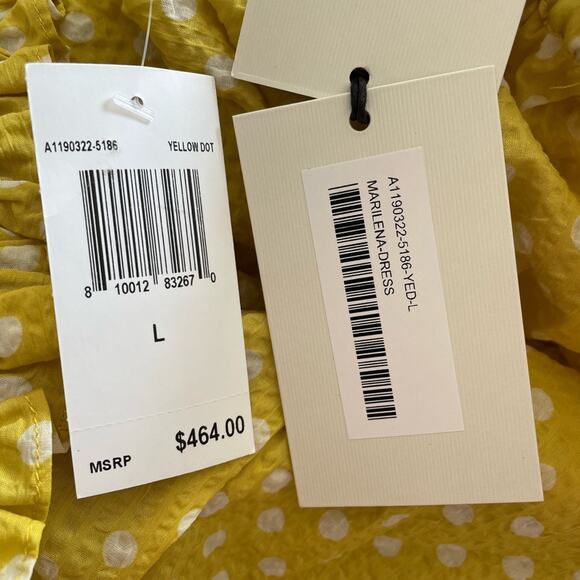 A1190322-5186 YELLOW DOT
8 10012 83267 0
L
MSRP $464.00
A1190322-5186-YED-L
MARILENA-DRESS